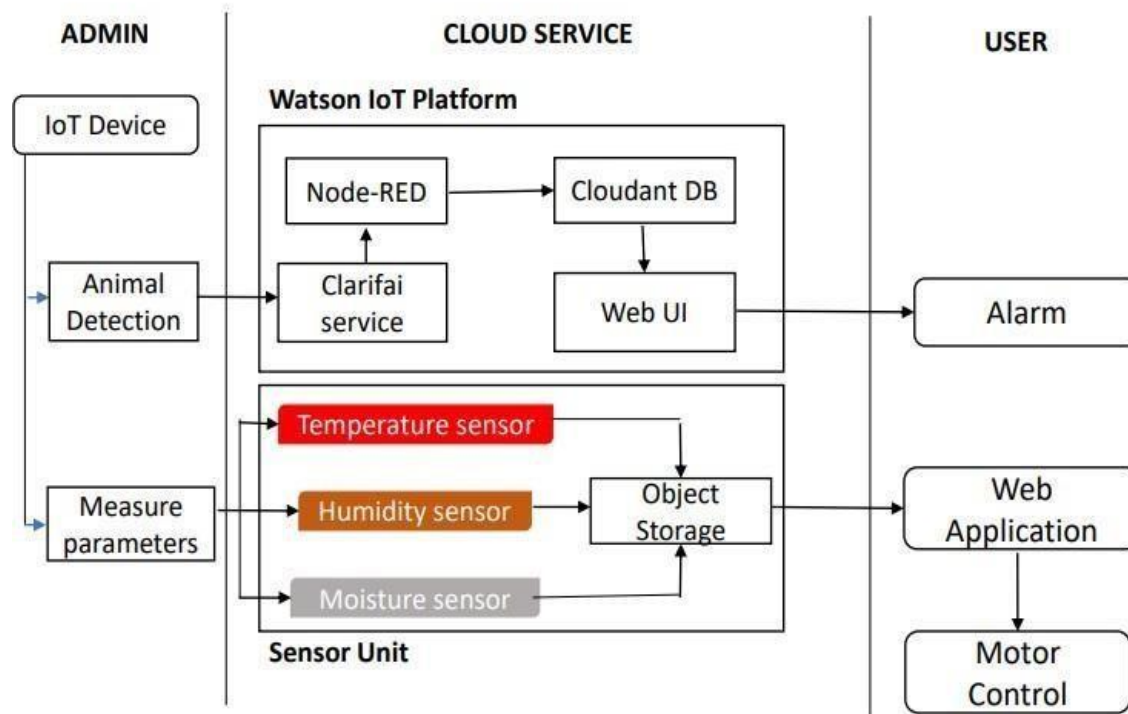 ADMIN
CLOUD SERVICE
USER
Watson IoT Platform
IoT Device
Node-RED
Cloudant DB
Animal
Detection
Clarifai
service
Web UI
Alarm
Temperature sensor
Measure
parameters
Humidity sensor
Object
Storage
Web
Application
Moisture sensor
Sensor Unit
Motor
Control